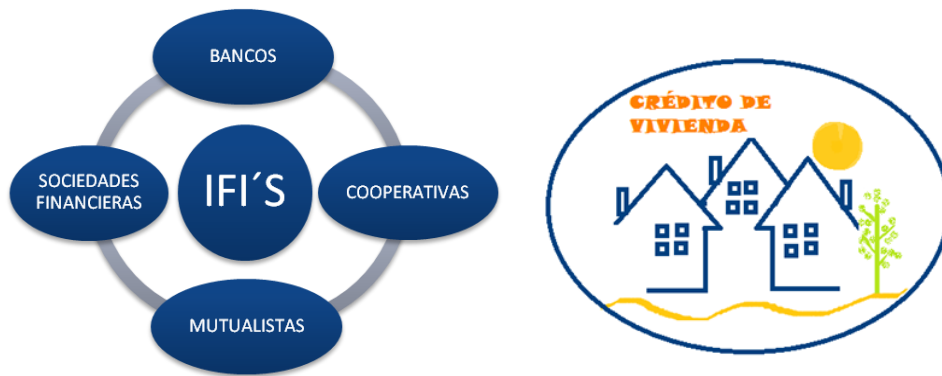 BANCOS
SOCIEDADES
FINANCIERAS
IFI´S
COOPERATIVAS
MUTUALISTAS
CRÉDITO DE
VIVIENDA